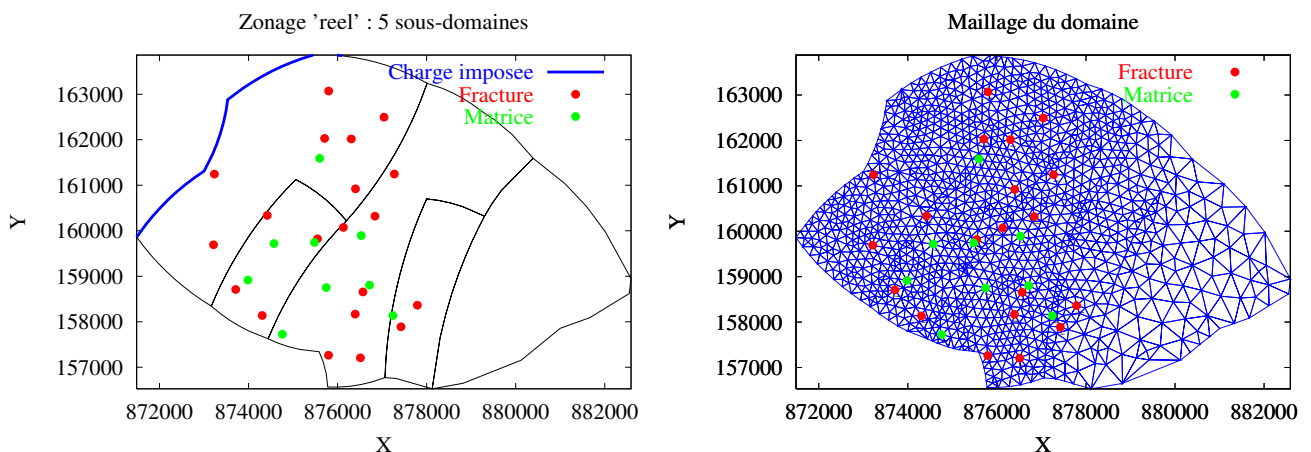 Zonage 'reel' : 5 sous-domaines
Charge imposee
Fracture
Matrice
163000
162000
161000
160000
159000
158000
157000
Y
872000 874000 876000 878000 880000 882000
X
Maillage du domaine
Fracture
Matrice
163000
162000
161000
160000
159000
158000
157000
Y
872000 874000 876000 878000 880000 882000
X